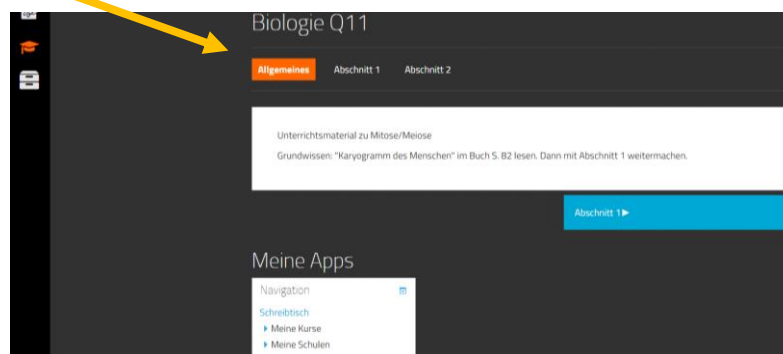 Biologie Q11
Allgemeines Abschnitt 1 Abschnitt 2
Unterrichtsmaterial zu Mitose/Meiose
Grundwissen: "Karyogramm des Menschen" im Buch S. 82 lesen. Dann mit Abschnitt 1 weitermachen.
Abschnitt 1▶
Meine Apps
Navigation
Schreibtisch
Meine Kurse
Meine Schulen